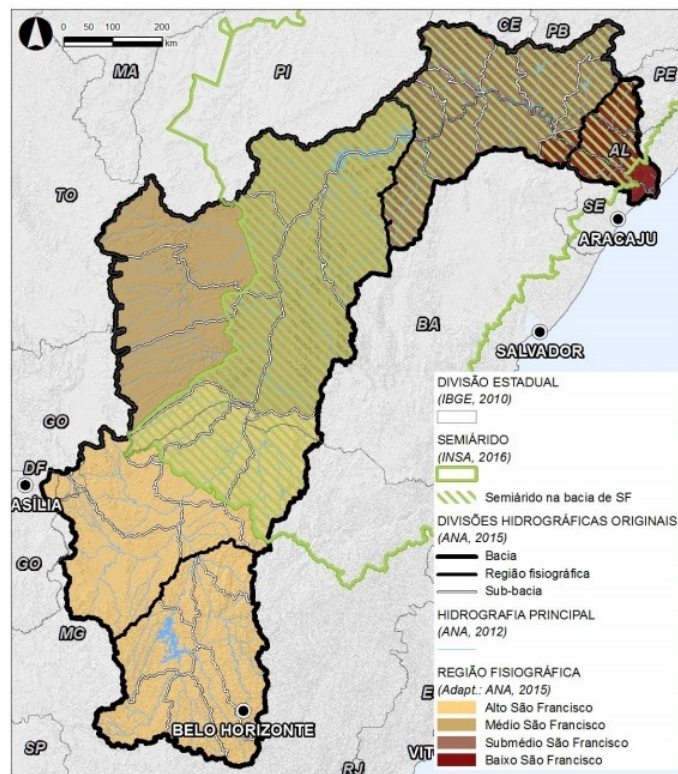 0 50 100 200
km
CE
PB
MA
PI
PE
AL
TO
SE
ARACAJU
BA
SALVADOR
GO
DF
ASÍLIA
GO
MG
BELO HORIZONTE
SP
RJ
E
VIT
DIVISÃO ESTADUAL
(IBGE, 2010)
SEMIÁRIDO
(INSA, 2016)
Semiárido na bacia de SF
DIVISÕES HIDROGRÁFICAS ORIGINAIS
(ANA, 2015)
Bacia
Região fisiográfica
Sub-bacia
HIDROGRAFIA PRINCIPAL
(ANA, 2012)
REGIÃO FISIOGRÁFICA
(Adapt.: ANA, 2015)
Alto São Francisco
Médio São Francisco
Submédio São Francisco
Baixo São Francisco